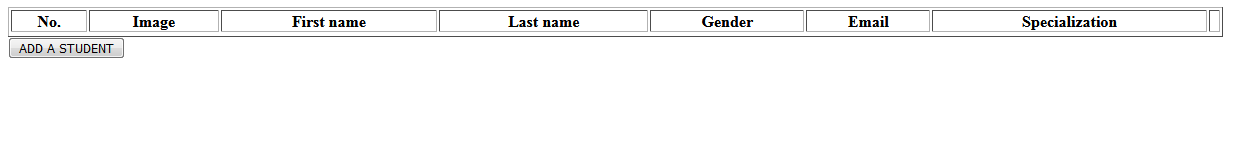 No. Image First name Last name Gender Email Specialization
ADD A STUDENT